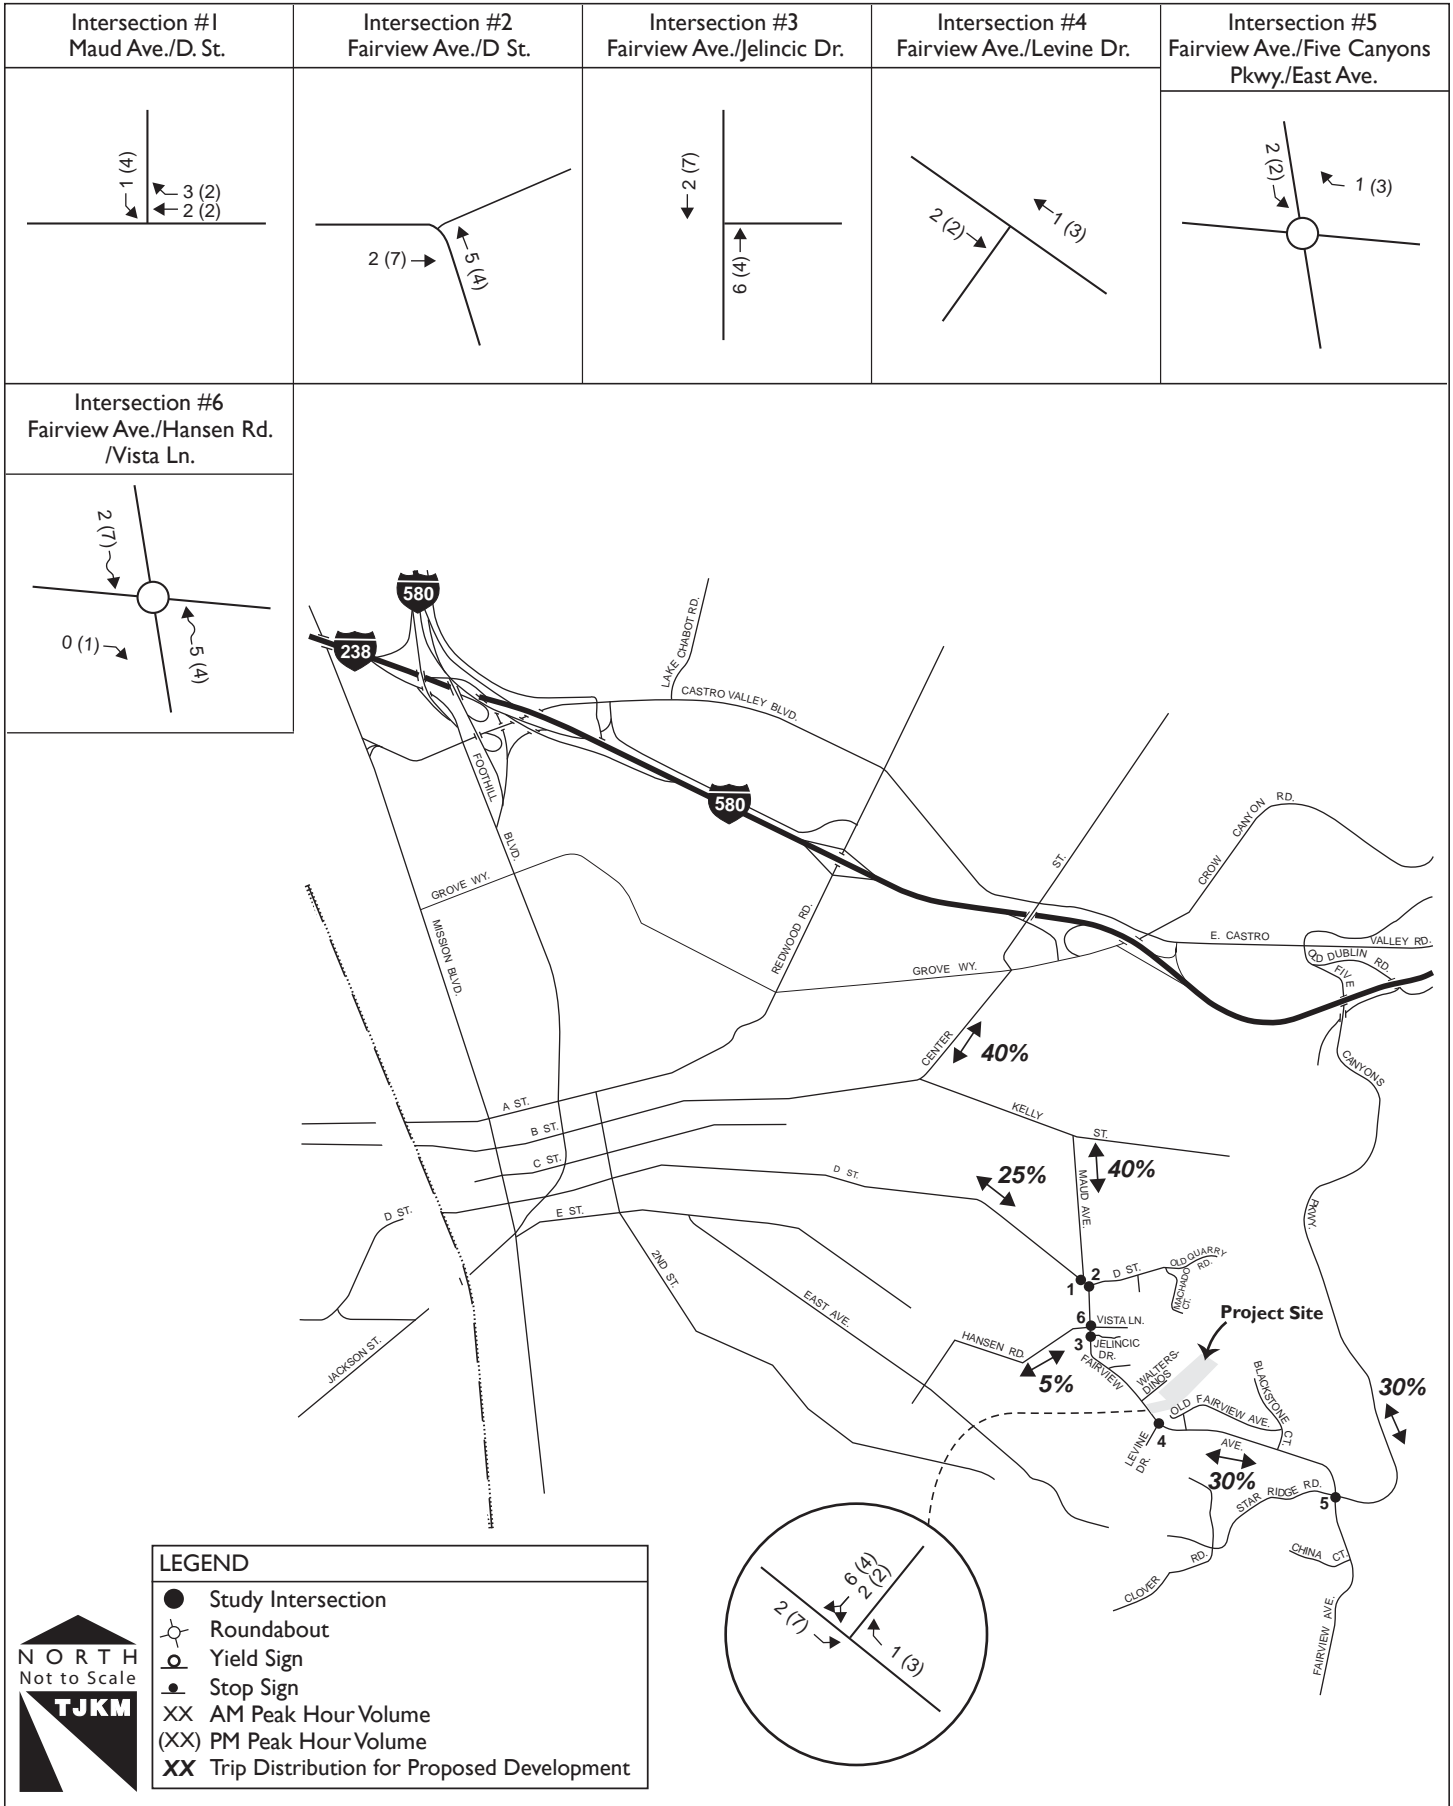 Intersection #1
Maud Ave./D. St.
1 (4)
3 (2)
2 (2)
Intersection #2
Fairview Ave./D St.
2 (7)
5 (4)
Intersection #3
Fairview Ave./Jelincic Dr.
2 (7)
6 (4)
Intersection #4
Fairview Ave./Levine Dr.
2 (2)
1 (3)
Intersection #5
Fairview Ave./Five Canyons
Pkwy./East Ave.
2 (2)
1 (3)
Intersection #6
Fairview Ave./Hansen Rd.
/Vista Ln.
2 (7)
0 (1)
5 (4)
580
238
LAKE CHABOT RD.
CASTRO VALLEY BLVD.
FOOTHILL
BLVD.
580
GROVE WY.
MISSION BLVD.
REDWOOD RD.
GROVE WY.
ST.
CROW
CANYON
RD.
E. CASTRO
VALLEY RD.
OLD DUBLIN
RD.
FIVE
CANYONS
PKWY.
CENTER
40%
A ST.
B ST.
C ST.
D ST.
E ST.
D ST.
KELLY
ST.
25%
40%
MAUD AVE.
2ND ST.
EAST AVE.
JACKSON ST.
1
2
D ST.
OLD QUARRY
RD.
MACHADO
CT.
6
VISTA LN.
3
JELINCIC
DR.
HANSEN RD.
5%
FAIRVIEW
WALTERS-
DINOS
Project Site
BLACKSTONE
CT.
OLD FAIRVIEW AVE.
4
LEVINE
DR.
AVE.
30%
30%
STAR RIDGE RD.
5
CHINA CT.
CLOVER
RD.
FAIRVIEW AVE.
6 (4)
2 (2)
2 (7)
1 (3)
LEGEND
Study Intersection
Roundabout
Yield Sign
Stop Sign
XX AM Peak Hour Volume
(XX) PM Peak Hour Volume
XX Trip Distribution for Proposed Development
NORTH
Not to Scale
TJKM